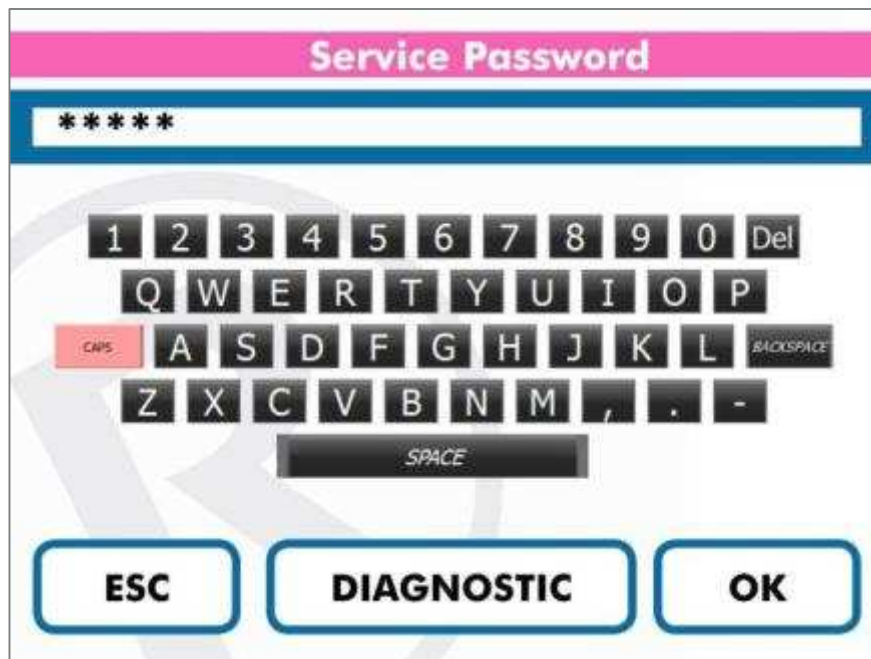 Service Password
*****
1 2 3 4 5 6 7 8 9 0 Del
Q W E R T Y U I O P
CAPS A S D F G H J K L BACKSPACE
Z X C V B N M , . -
SPACE
ESC DIAGNOSTIC OK